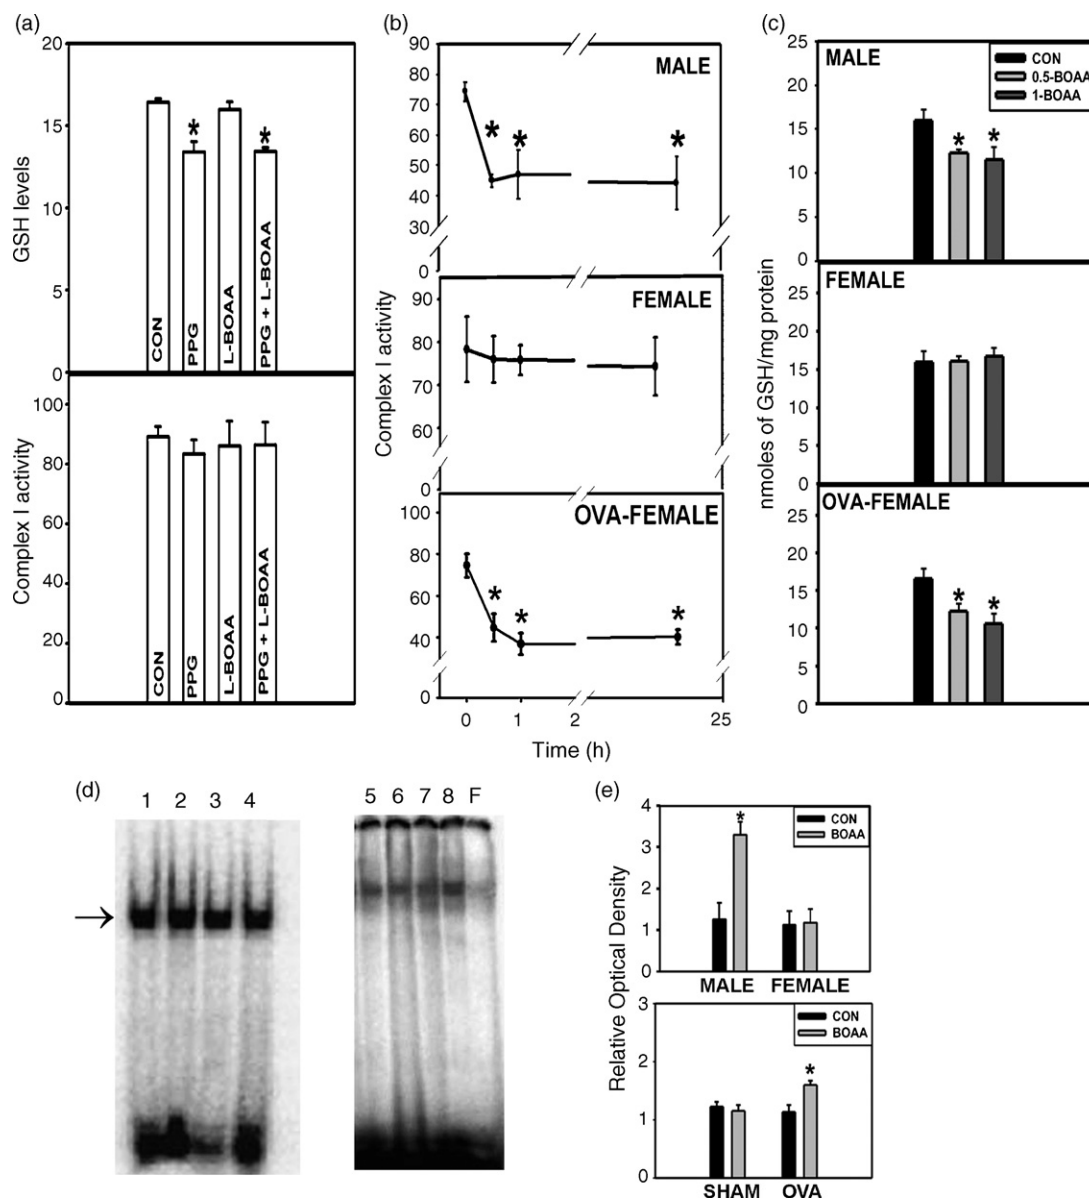 (a)
20
15
10
5
0
GSH levels
*
*
CON
PPG
L-BOAA
PPG + L-BOAA
100
80
60
40
20
0
Complex I activity
CON
PPG
L-BOAA
PPG + L-BOAA
(b)
90
80
70
60
50
40
30
0
MALE
*
*
*
Complex I activity
90
80
70
60
0
FEMALE
100
80
60
40
0
OVA-FEMALE
*
*
*
0 1 2 25
Time (h)
(c)
25
20
15
10
5
0
MALE
CON
0.5-BOAA
1-BOAA
*
*
nmoles of GSH/mg protein
25
20
15
10
5
0
FEMALE
25
20
15
10
5
0
OVA-FEMALE
*
*
(d)
1 2 3 4
5 6 7 8 F
(e)
Relative Optical Density
4
3
2
1
0
CON
BOAA
*
MALE FEMALE
3
2
1
0
CON
BOAA
*
SHAM OVA